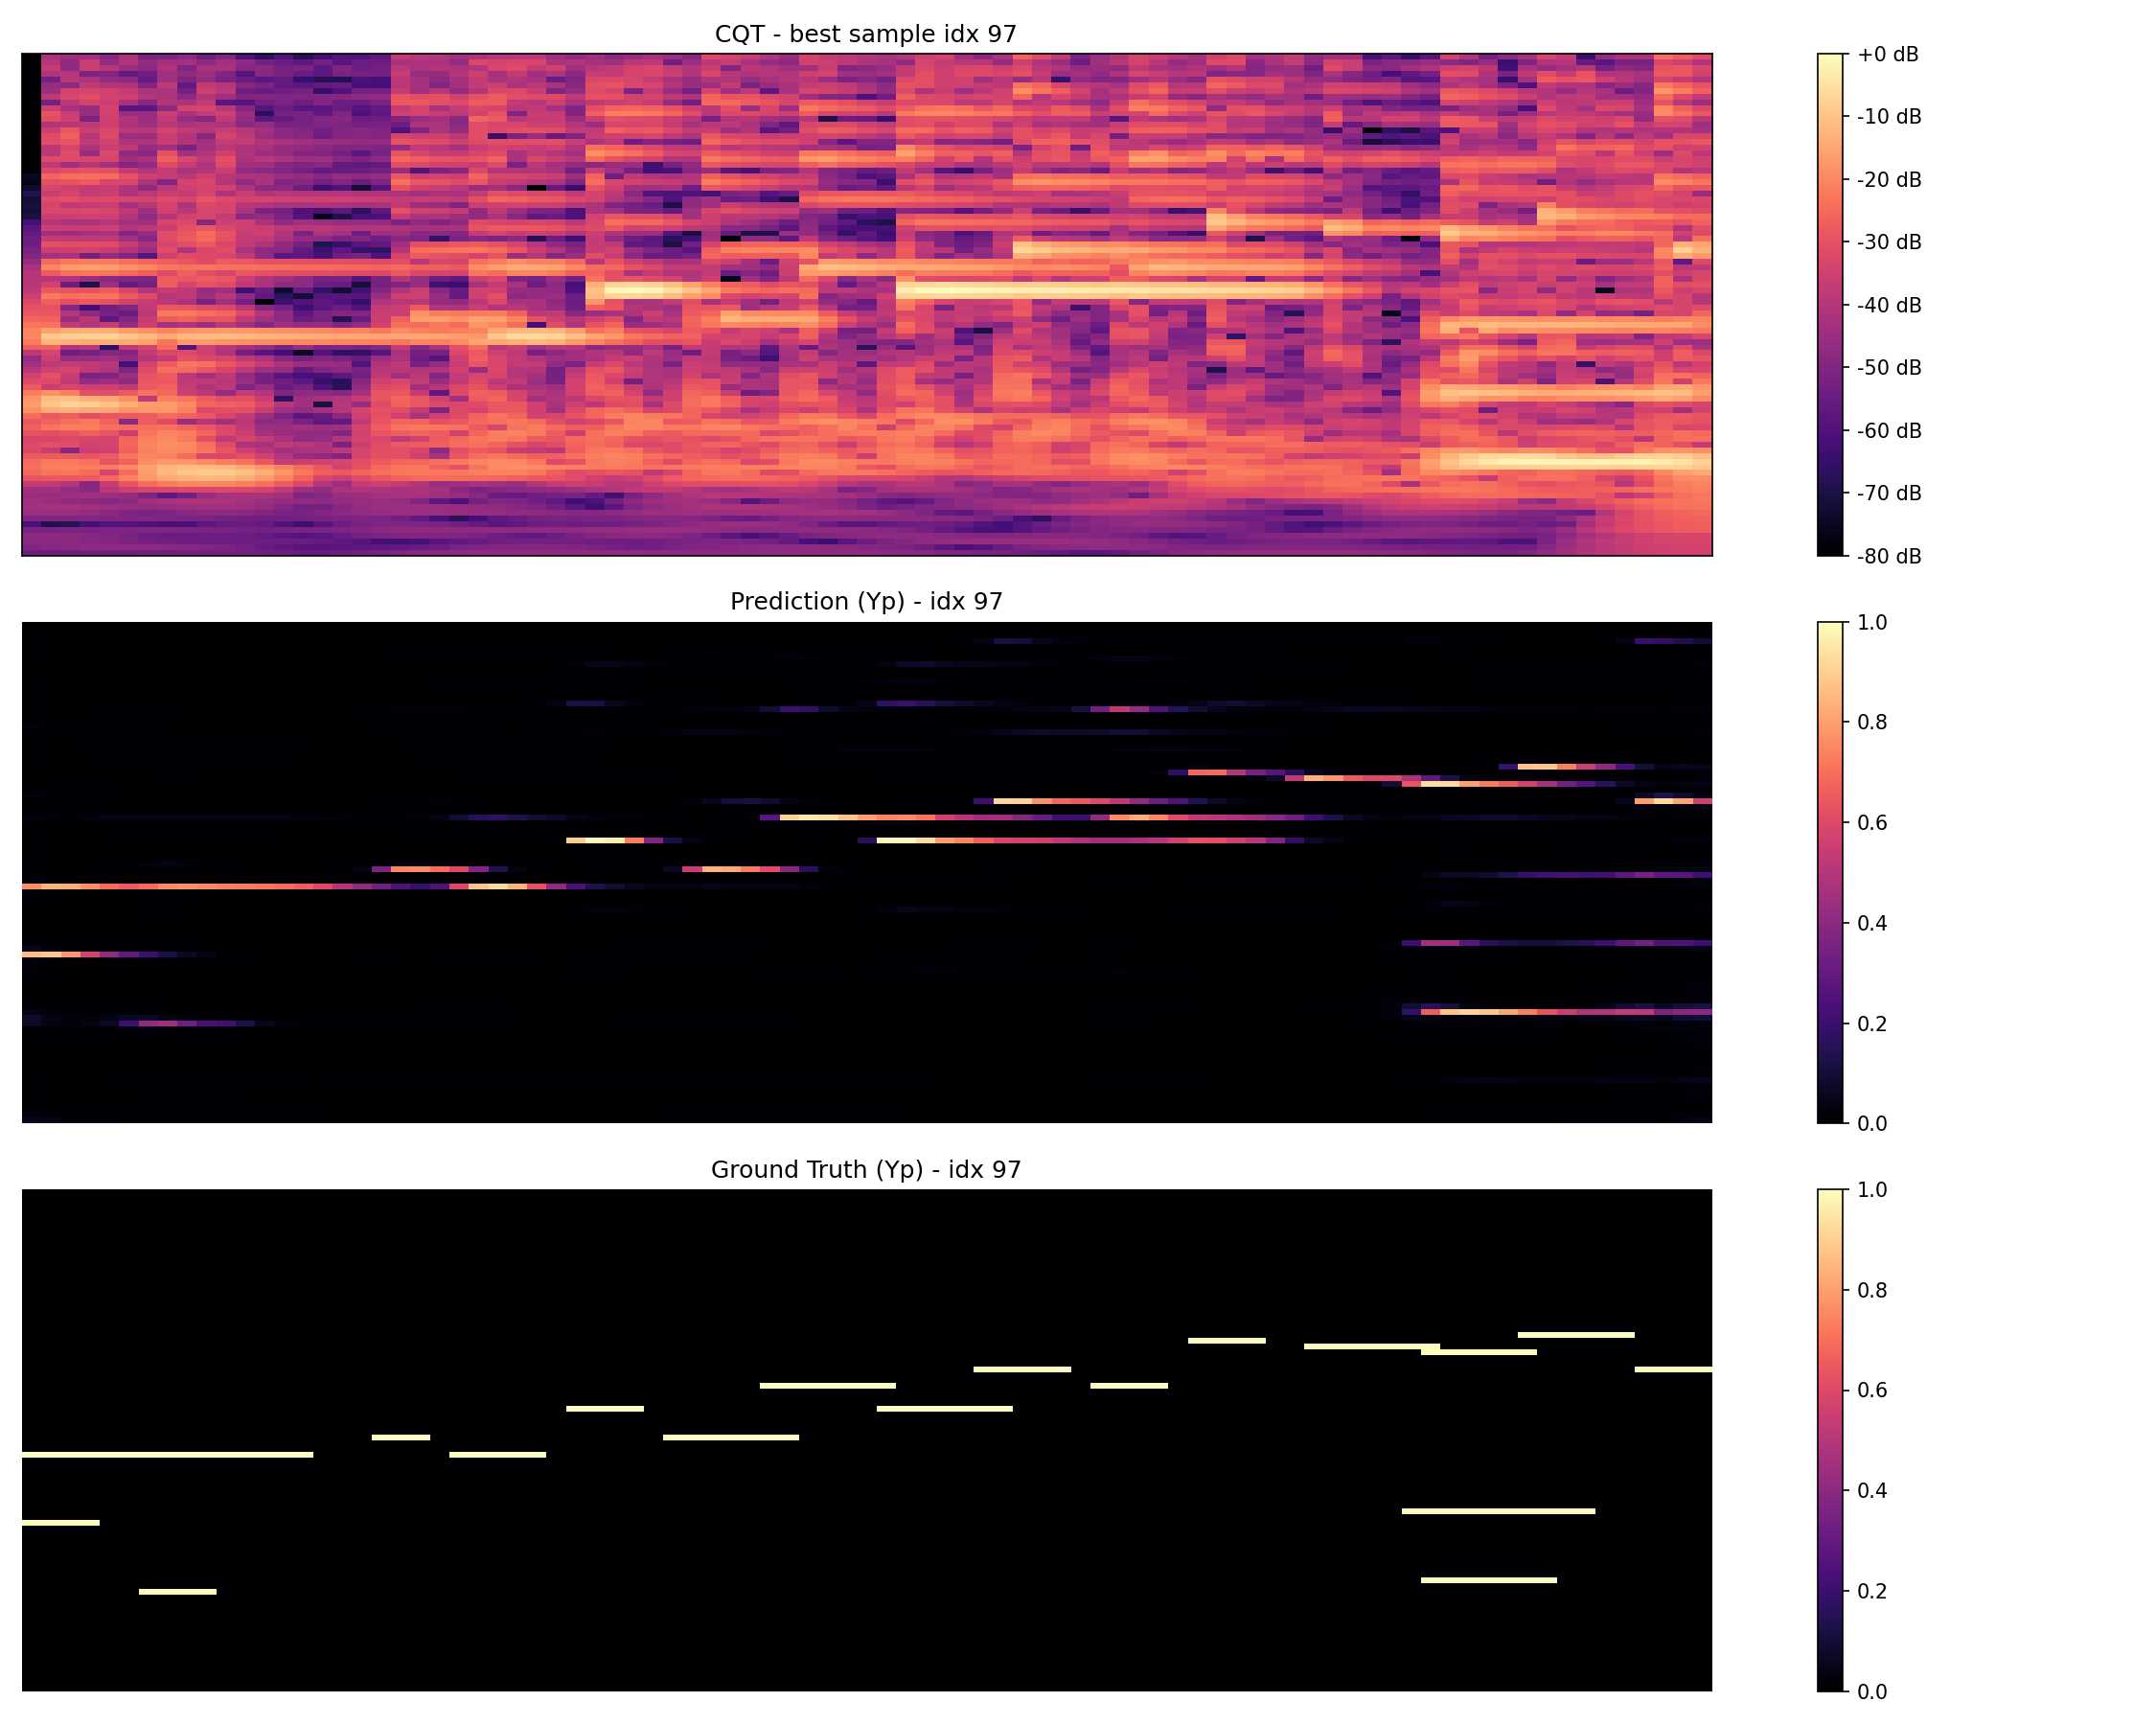 CQT - best sample idx 97
+0 dB
-10 dB
-20 dB
-30 dB
-40 dB
-50 dB
-60 dB
-70 dB
-80 dB
Prediction (Yp) - idx 97
1.0
0.8
0.6
0.4
0.2
0.0
Ground Truth (Yp) - idx 97
1.0
0.8
0.6
0.4
0.2
0.0